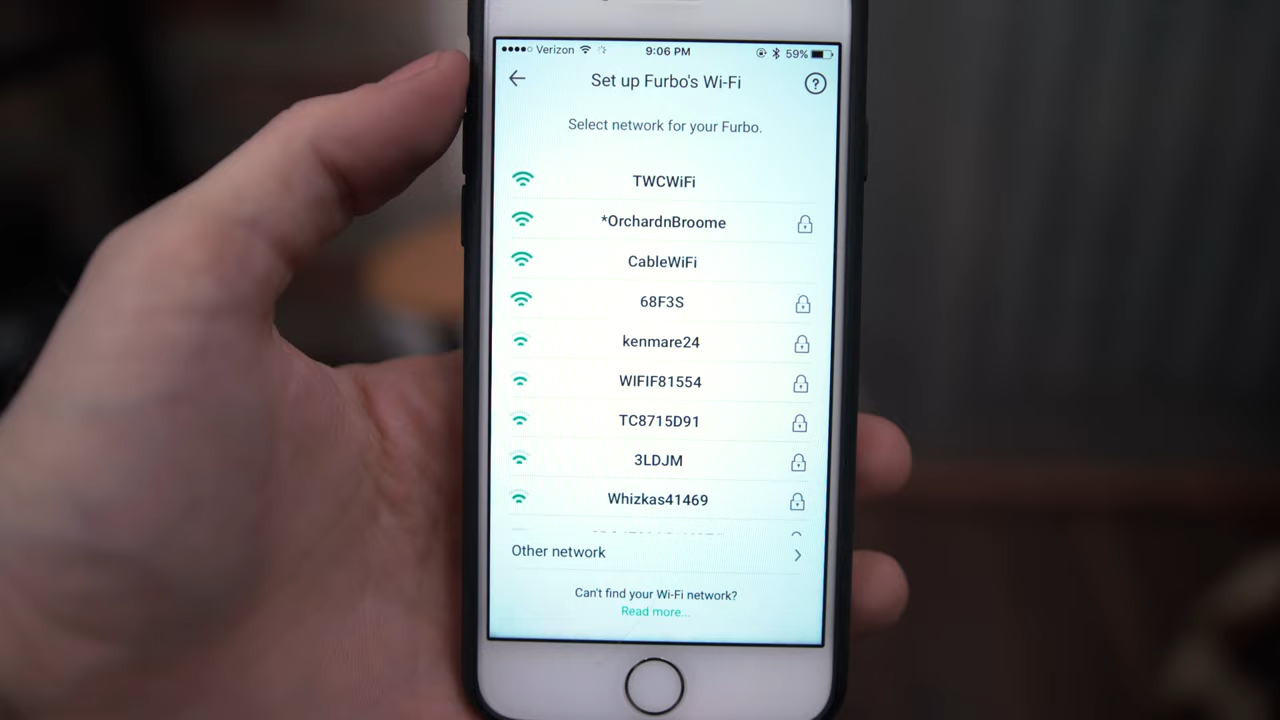 Verizon 9:06 PM 59%
Set up Furbo's Wi-Fi ?
Select network for your Furbo.
TWCWiFi
*OrchardnBroome
CableWiFi
68F3S
kenmare24
WIFIF81554
TC8715D91
3LDJM
Whizkas41469
Other network
Can't find your Wi-Fi network?
Read more...